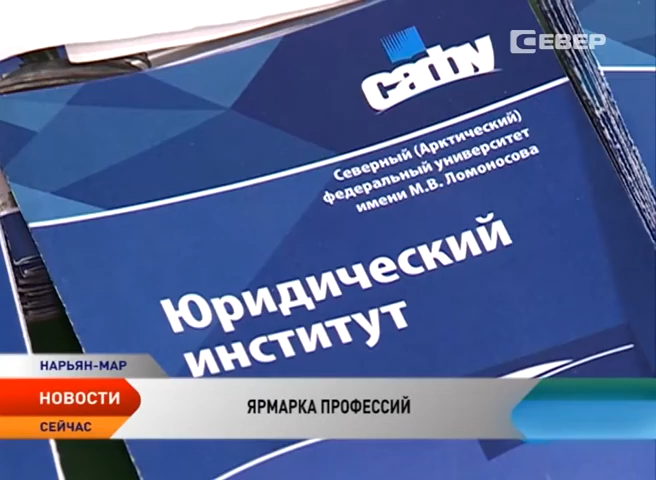 СЕВЕР
сафу
Северный (Арктический)
федеральный университет
имени М.В. Ломоносова
Юридический
институт
НАРЬЯН-МАР
НОВОСТИ
СЕЙЧАС
ЯРМАРКА ПРОФЕССИЙ